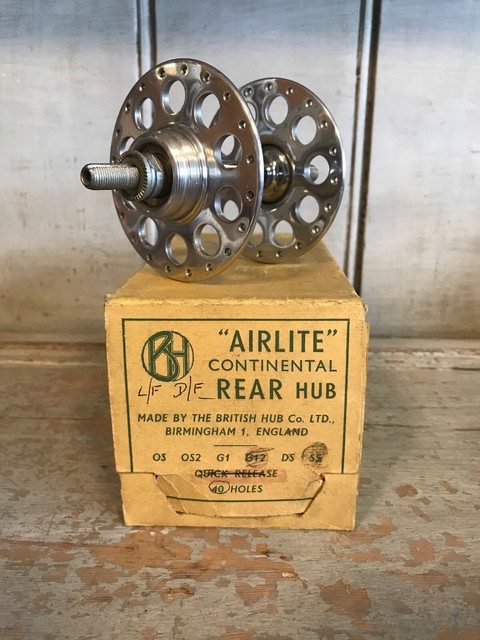 BH
"AIRLITE"
CONTINENTAL
L/F D/F REAR HUB
MADE BY THE BRITISH HUB Co. LTD.,
BIRMINGHAM 1, ENGLAND
OS OS2 G1 G12 DS SS
QUICK RELEASE
40 HOLES